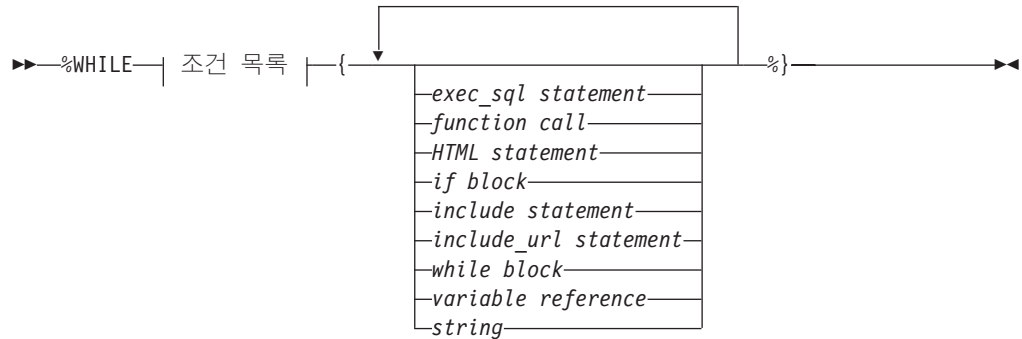 %WHILE 조건 목록 { %}
exec_sql statement
function call
HTML statement
if block
include statement
include_url statement
while block
variable reference
string